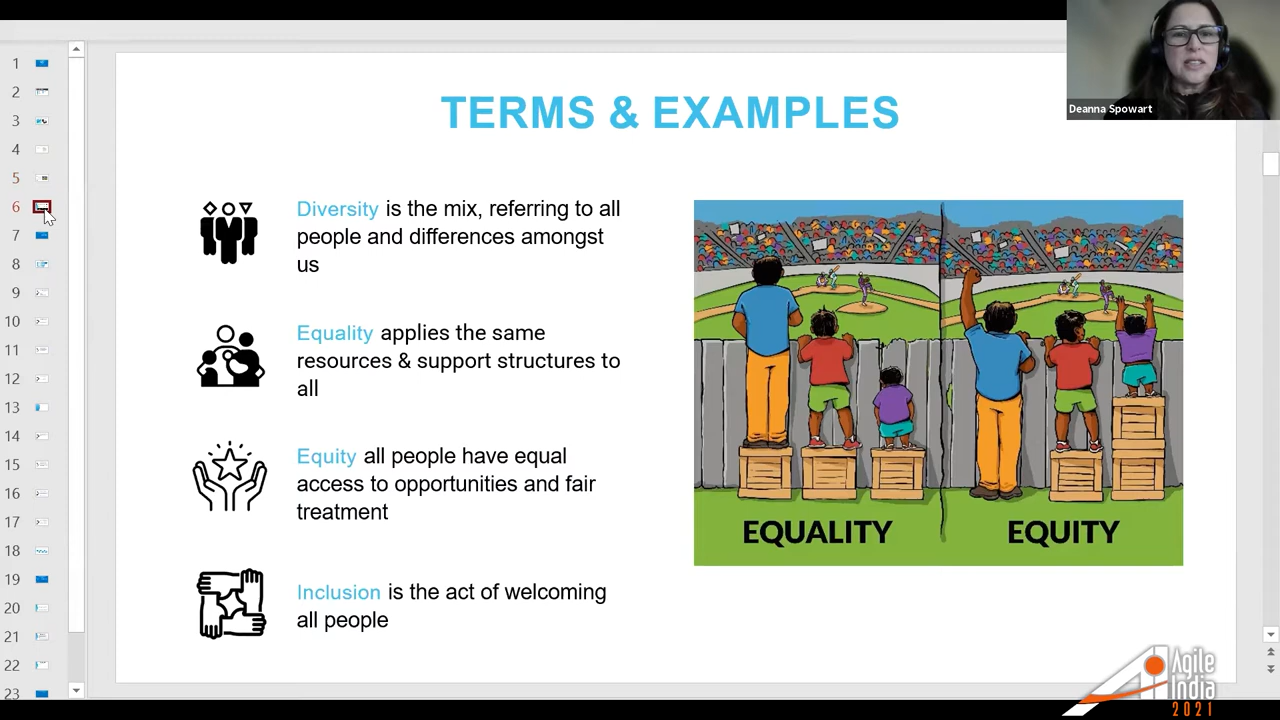 Deanna Spowart
TERMS & EXAMPLES
Diversity is the mix, referring to all
people and differences amongst
us
Equality applies the same
resources & support structures to
all
Equity all people have equal
access to opportunities and fair
treatment
Inclusion is the act of welcoming
all people
EQUALITY
EQUITY
1
2
3
4
5
6
7
8
9
10
11
12
13
14
15
16
17
18
19
20
21
22
23
Agile
India
2021